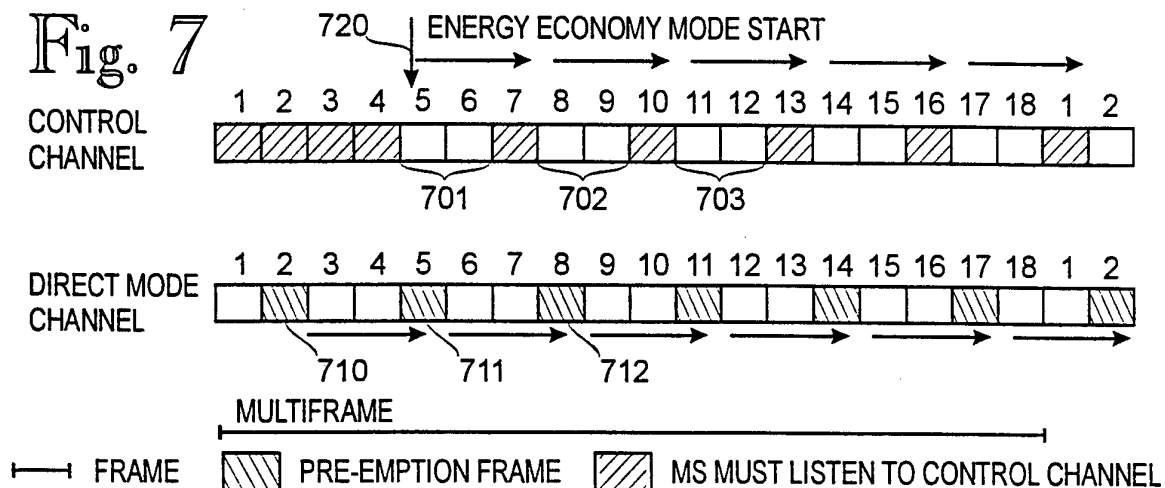 Fig. 7
720 ENERGY ECONOMY MODE START
1 2 3 4 5 6 7 8 9 10 11 12 13 14 15 16 17 18 1 2
CONTROL
CHANNEL
701 702 703
1 2 3 4 5 6 7 8 9 10 11 12 13 14 15 16 17 18 1 2
DIRECT MODE
CHANNEL
710 711 712
MULTIFRAME
FRAME PRE-EMPTION FRAME MS MUST LISTEN TO CONTROL CHANNEL